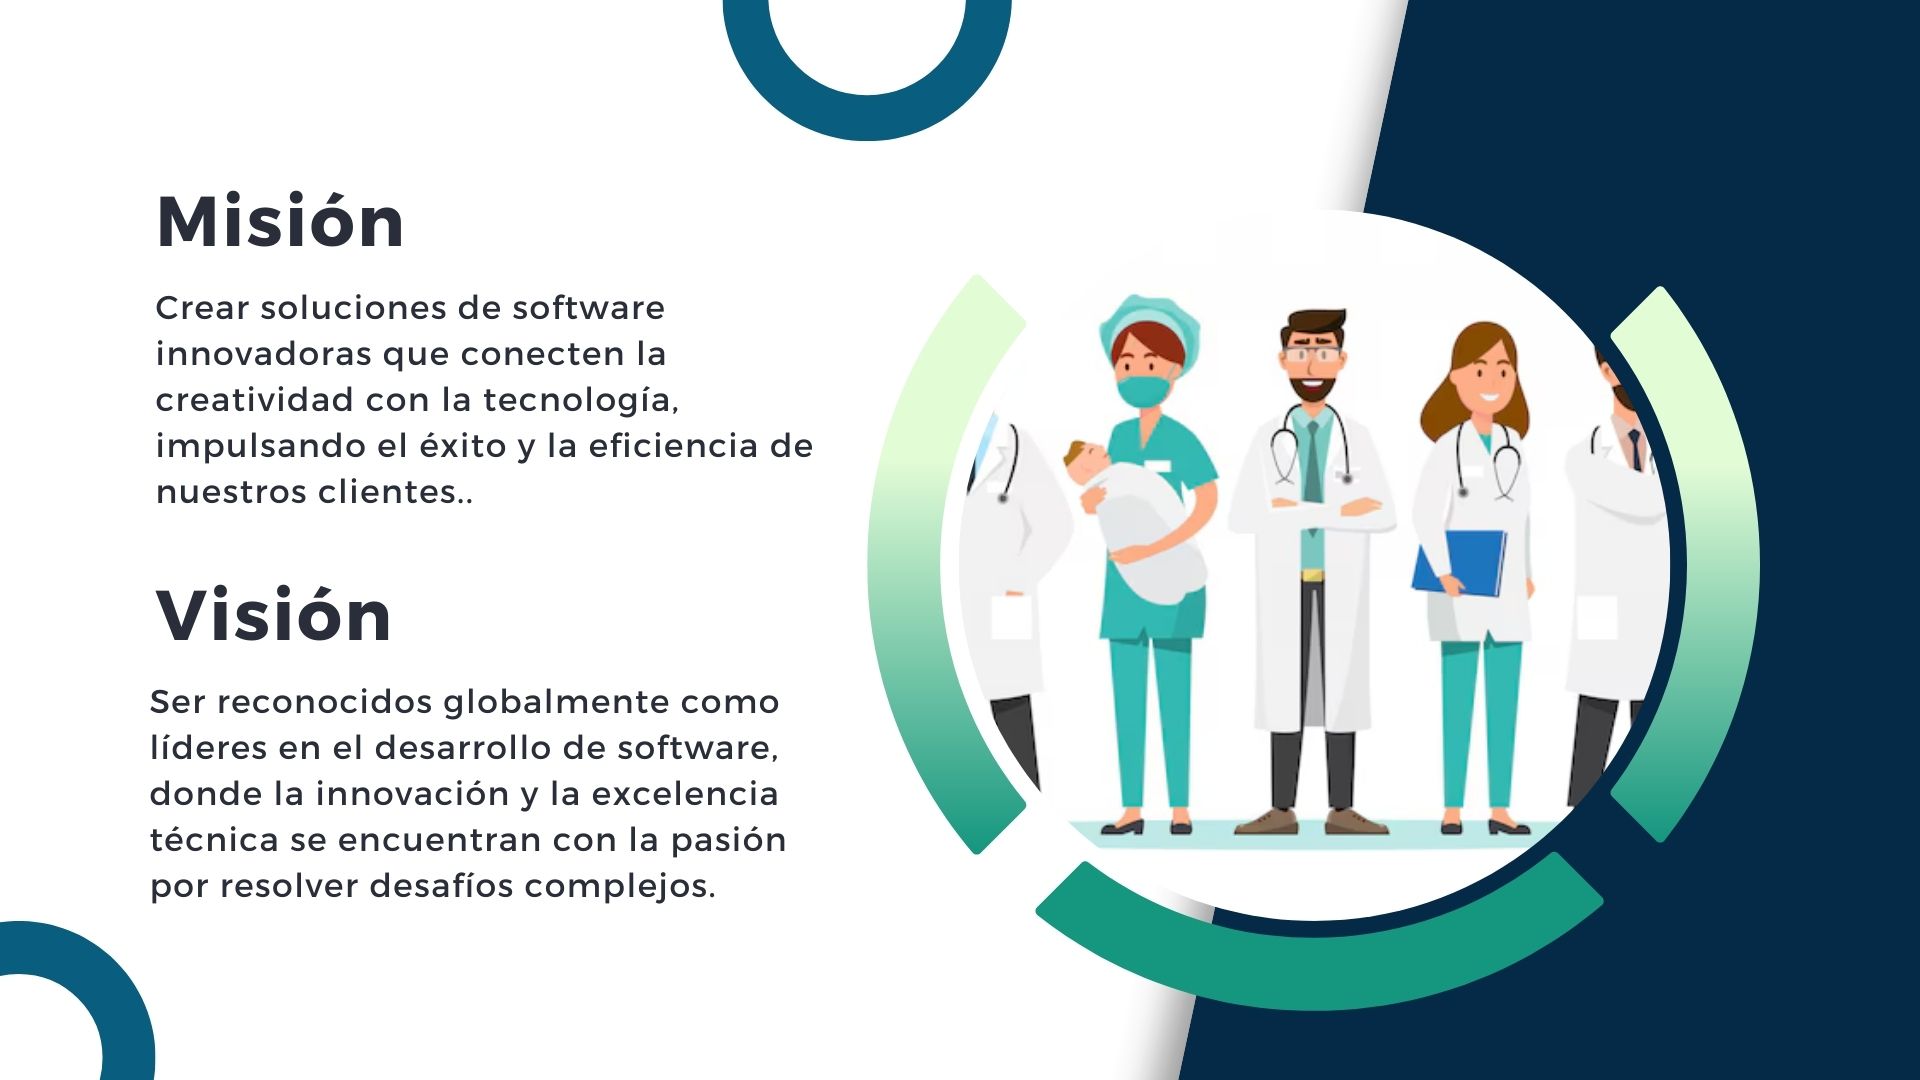 Misión
Crear soluciones de software
innovadoras que conecten la
creatividad con la tecnología,
impulsando el éxito y la eficiencia de
nuestros clientes..
Visión
Ser reconocidos globalmente como
líderes en el desarrollo de software,
donde la innovación y la excelencia
técnica se encuentran con la pasión
por resolver desafíos complejos.